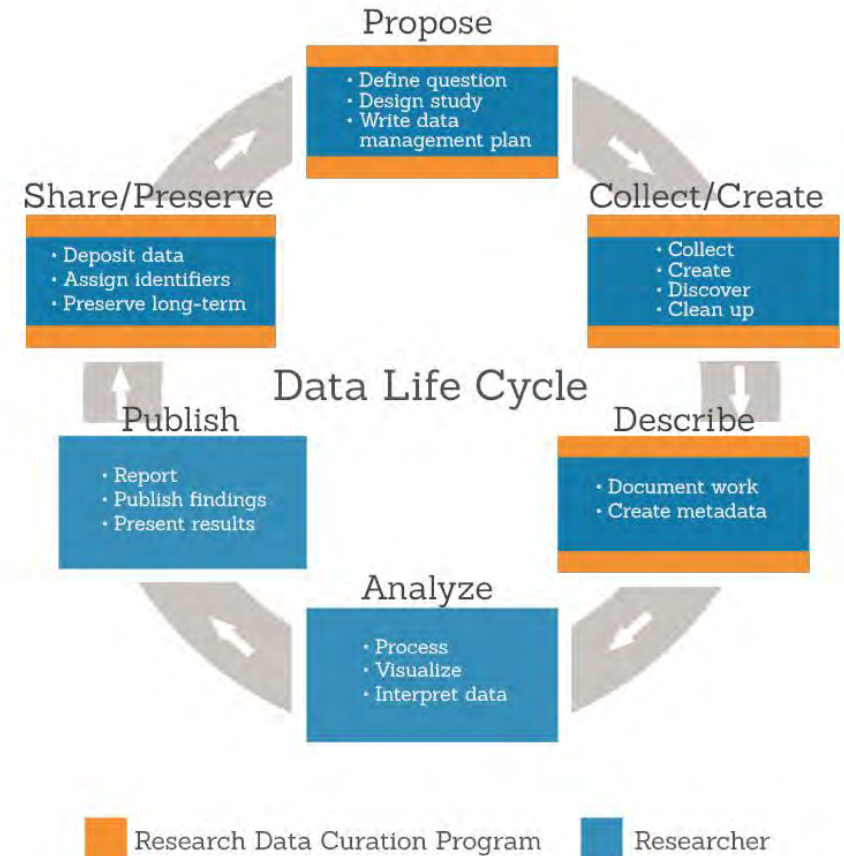 Propose
• Define question
• Design study
• Write data
management plan
Share/Preserve
• Deposit data
• Assign identifiers
• Preserve long-term
Collect/Create
• Collect
• Create
• Discover
• Clean up
Data Life Cycle
Publish
• Report
• Publish findings
• Present results
Describe
• Document work
• Create metadata
Analyze
• Process
• Visualize
• Interpret data
Research Data Curation Program
Researcher